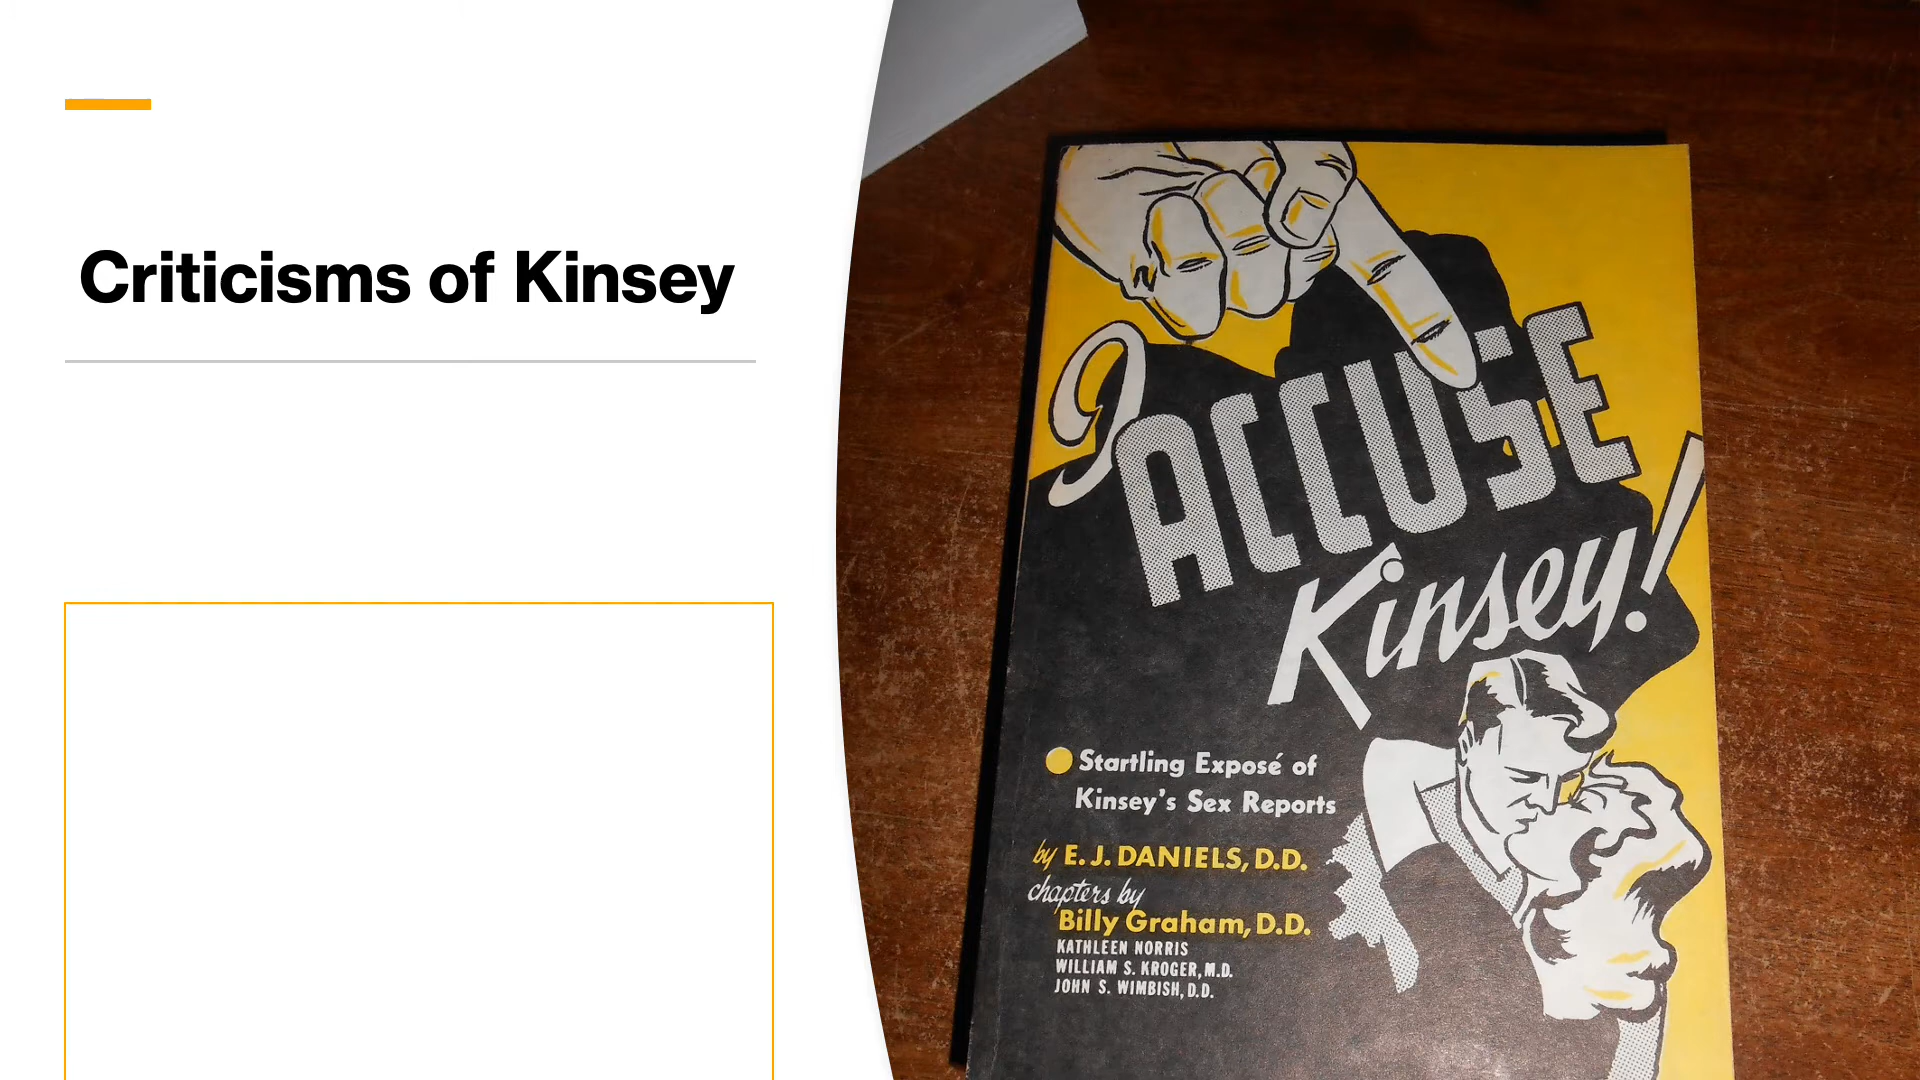 Criticisms of Kinsey
I ACCUSE
Kinsey!
Startling Exposé of
Kinsey's Sex Reports
by E. J. DANIELS, D.D.
chapters by
Billy Graham, D.D.
KATHLEEN NORRIS
WILLIAM S. KROGER, M.D.
JOHN S. WIMBISH, D.D.